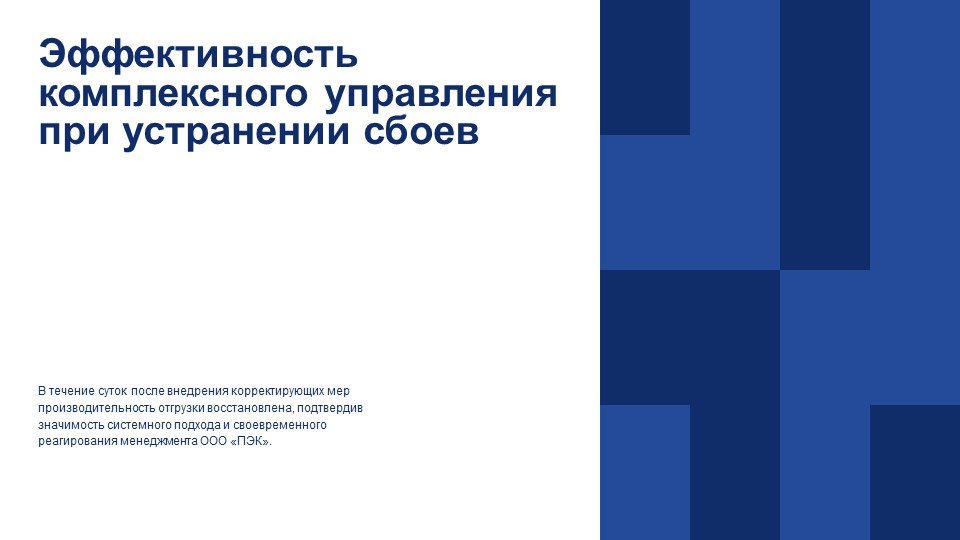 Эффективность
комплексного управления
при устранении сбоев
В течение суток после внедрения корректирующих мер
производительность отгрузки восстановлена, подтвердив
значимость системного подхода и своевременного
реагирования менеджмента ООО «ПЭК».